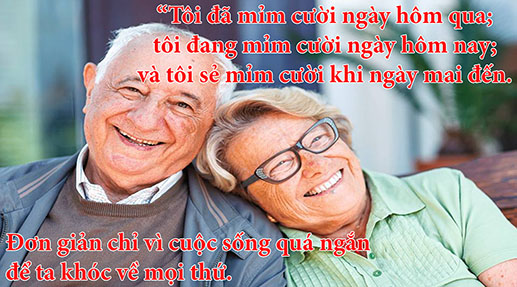 “Tôi đã mỉm cười ngày hôm qua;
tôi đang mỉm cười ngày hôm nay;
và tôi sẻ mỉm cười khi ngày mai đến.
Đơn giản chỉ vì cuộc sống quá ngắn
để ta khóc về mọi thứ.